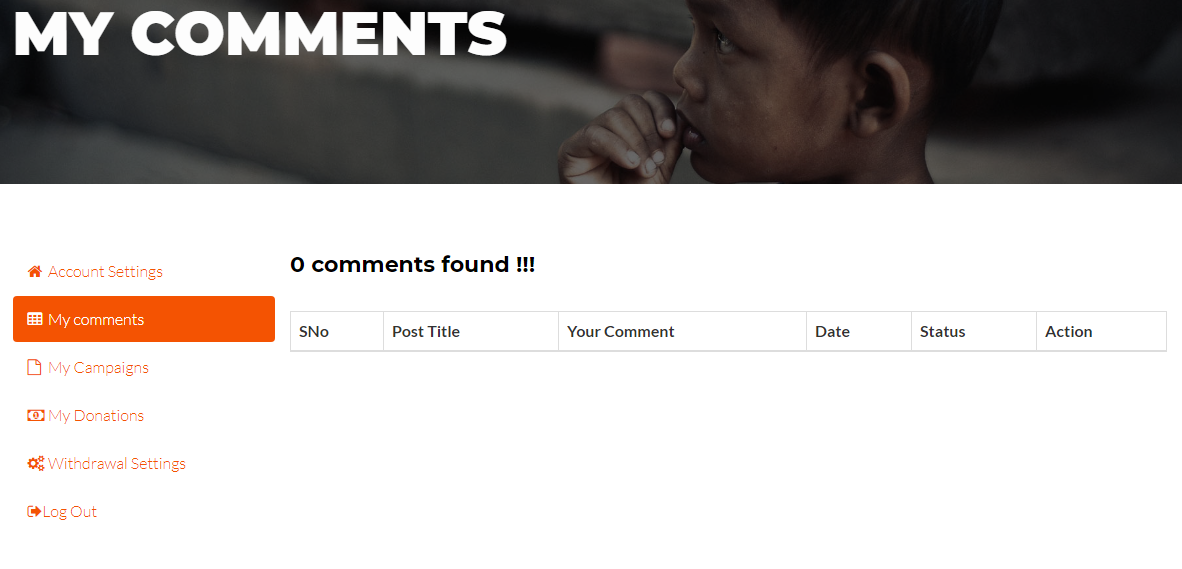 MY COMMENTS
0 comments found !!!
Account Settings
My comments
My Campaigns
My Donations
Withdrawal Settings
Log Out
SNo Post Title Your Comment Date Status Action